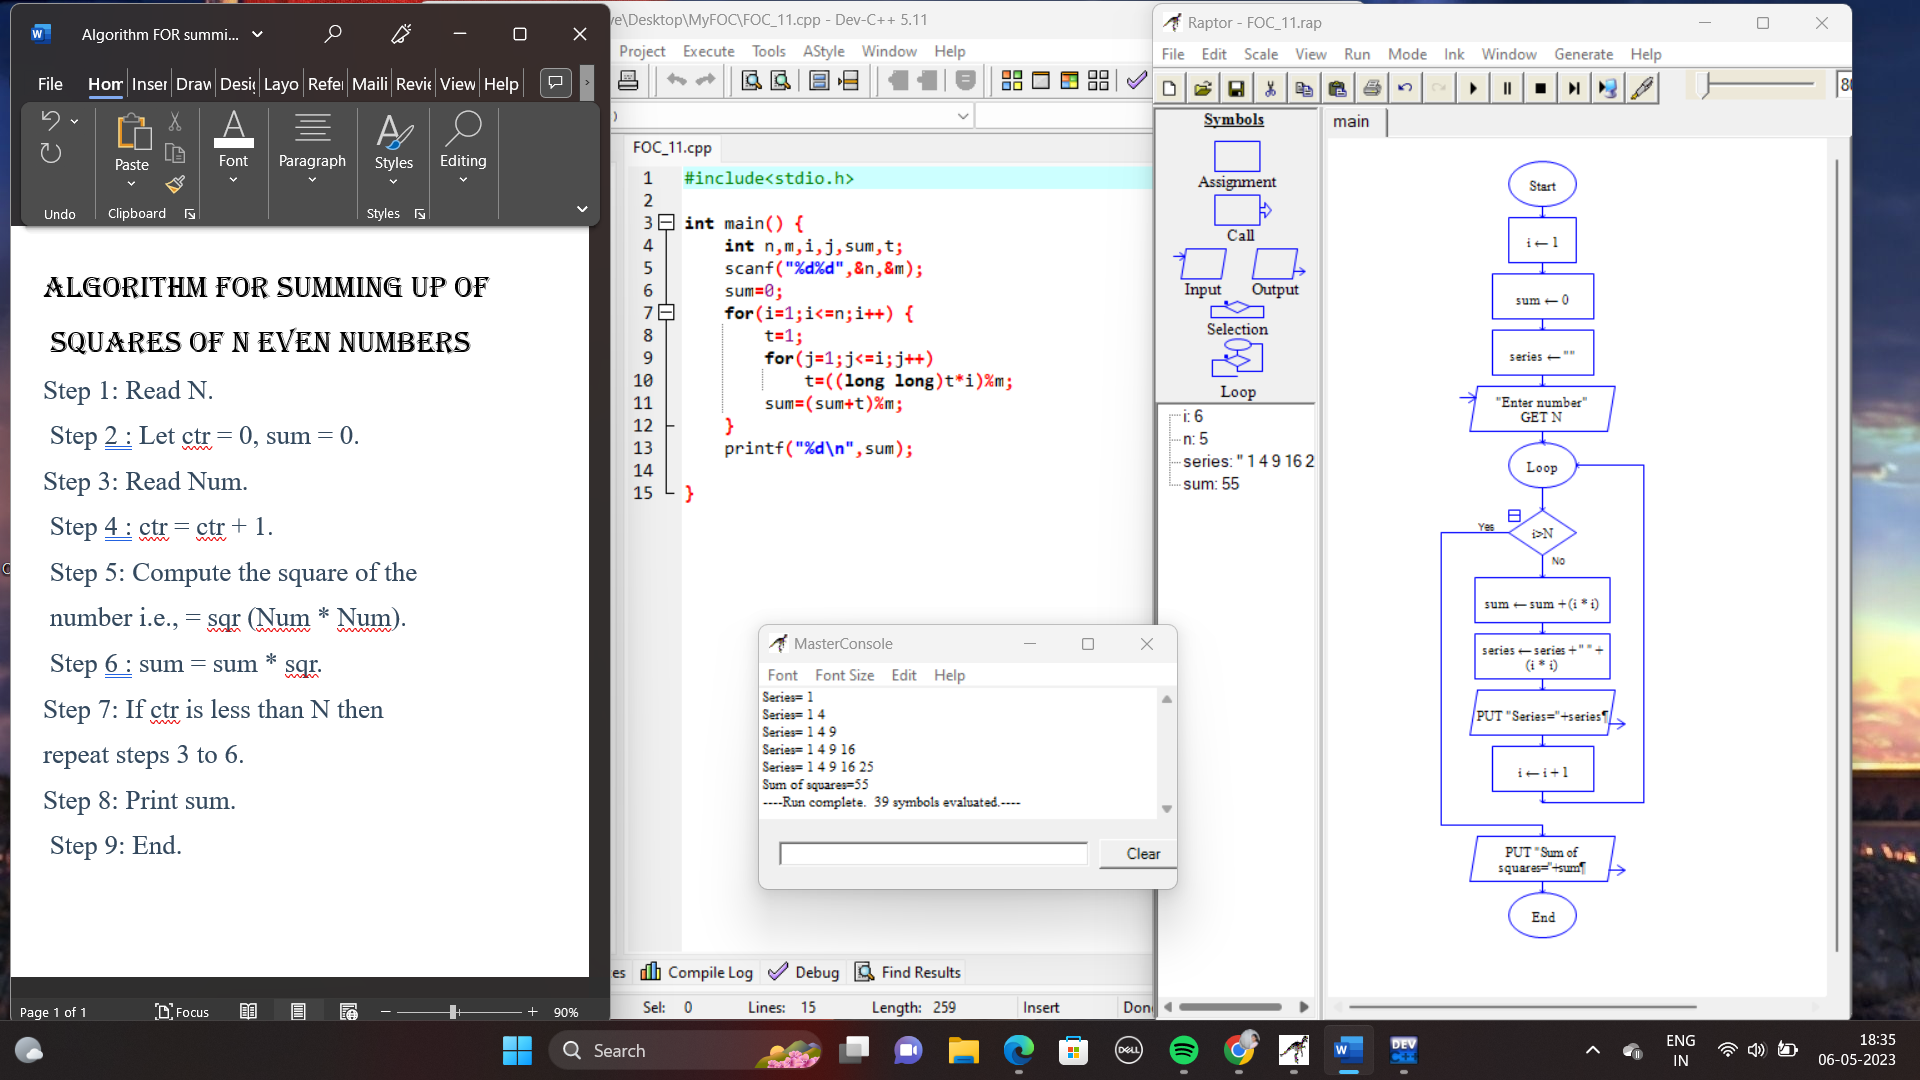 Algorithm FOR summi...
File Hom Inser Draw Desig Layo Refer Maili Revie View Help
Paste
Font
Paragraph
Styles
Editing
Undo
Clipboard
Styles
ALGORITHM FOR SUMMING UP OF
SQUARES OF N EVEN NUMBERS
Step 1: Read N.
Step 2 : Let ctr = 0, sum = 0.
Step 3: Read Num.
Step 4 : ctr = ctr + 1.
Step 5: Compute the square of the
number i.e., = sqr (Num * Num).
Step 6 : sum = sum * sqr.
Step 7: If ctr is less than N then
repeat steps 3 to 6.
Step 8: Print sum.
Step 9: End.
Page 1 of 1
Focus
90%
ve\Desktop\MyFOC\FOC_11.cpp - Dev-C++ 5.11
Project Execute Tools AStyle Window Help
FOC_11.cpp
1 #include<stdio.h>
2
3 int main() {
4 int n,m,i,j,sum,t;
5 scanf("%d%d",&n,&m);
6 sum=0;
7 for(i=1;i<=n;i++) {
8 t=1;
9 for(j=1;j<=i;j++)
10 t=((long long)t*i)%m;
11 sum=(sum+t)%m;
12 }
13 printf("%d\n",sum);
14
15 }
es Compile Log Debug Find Results
Sel: 0 Lines: 15 Length: 259 Insert Don
MasterConsole
Font Font Size Edit Help
Series= 1
Series= 1 4
Series= 1 4 9
Series= 1 4 9 16
Series= 1 4 9 16 25
Sum of squares=55
----Run complete. 39 symbols evaluated.----
Clear
Raptor - FOC_11.rap
File Edit Scale View Run Mode Ink Window Generate Help
80
Symbols
Assignment
Call
Input Output
Selection
Loop
i: 6
n: 5
series: " 1 4 9 16 2
sum: 55
main
Start
i ← 1
sum ← 0
series ← ""
"Enter number"
GET N
Loop
i>N
Yes
No
sum ← sum + (i * i)
series ← series + " " +
(i * i)
PUT "Series="+series¶
i ← i + 1
PUT "Sum of
squares="+sum¶
End
Search
DELL
DEV
C++
ENG
IN
18:35
06-05-2023